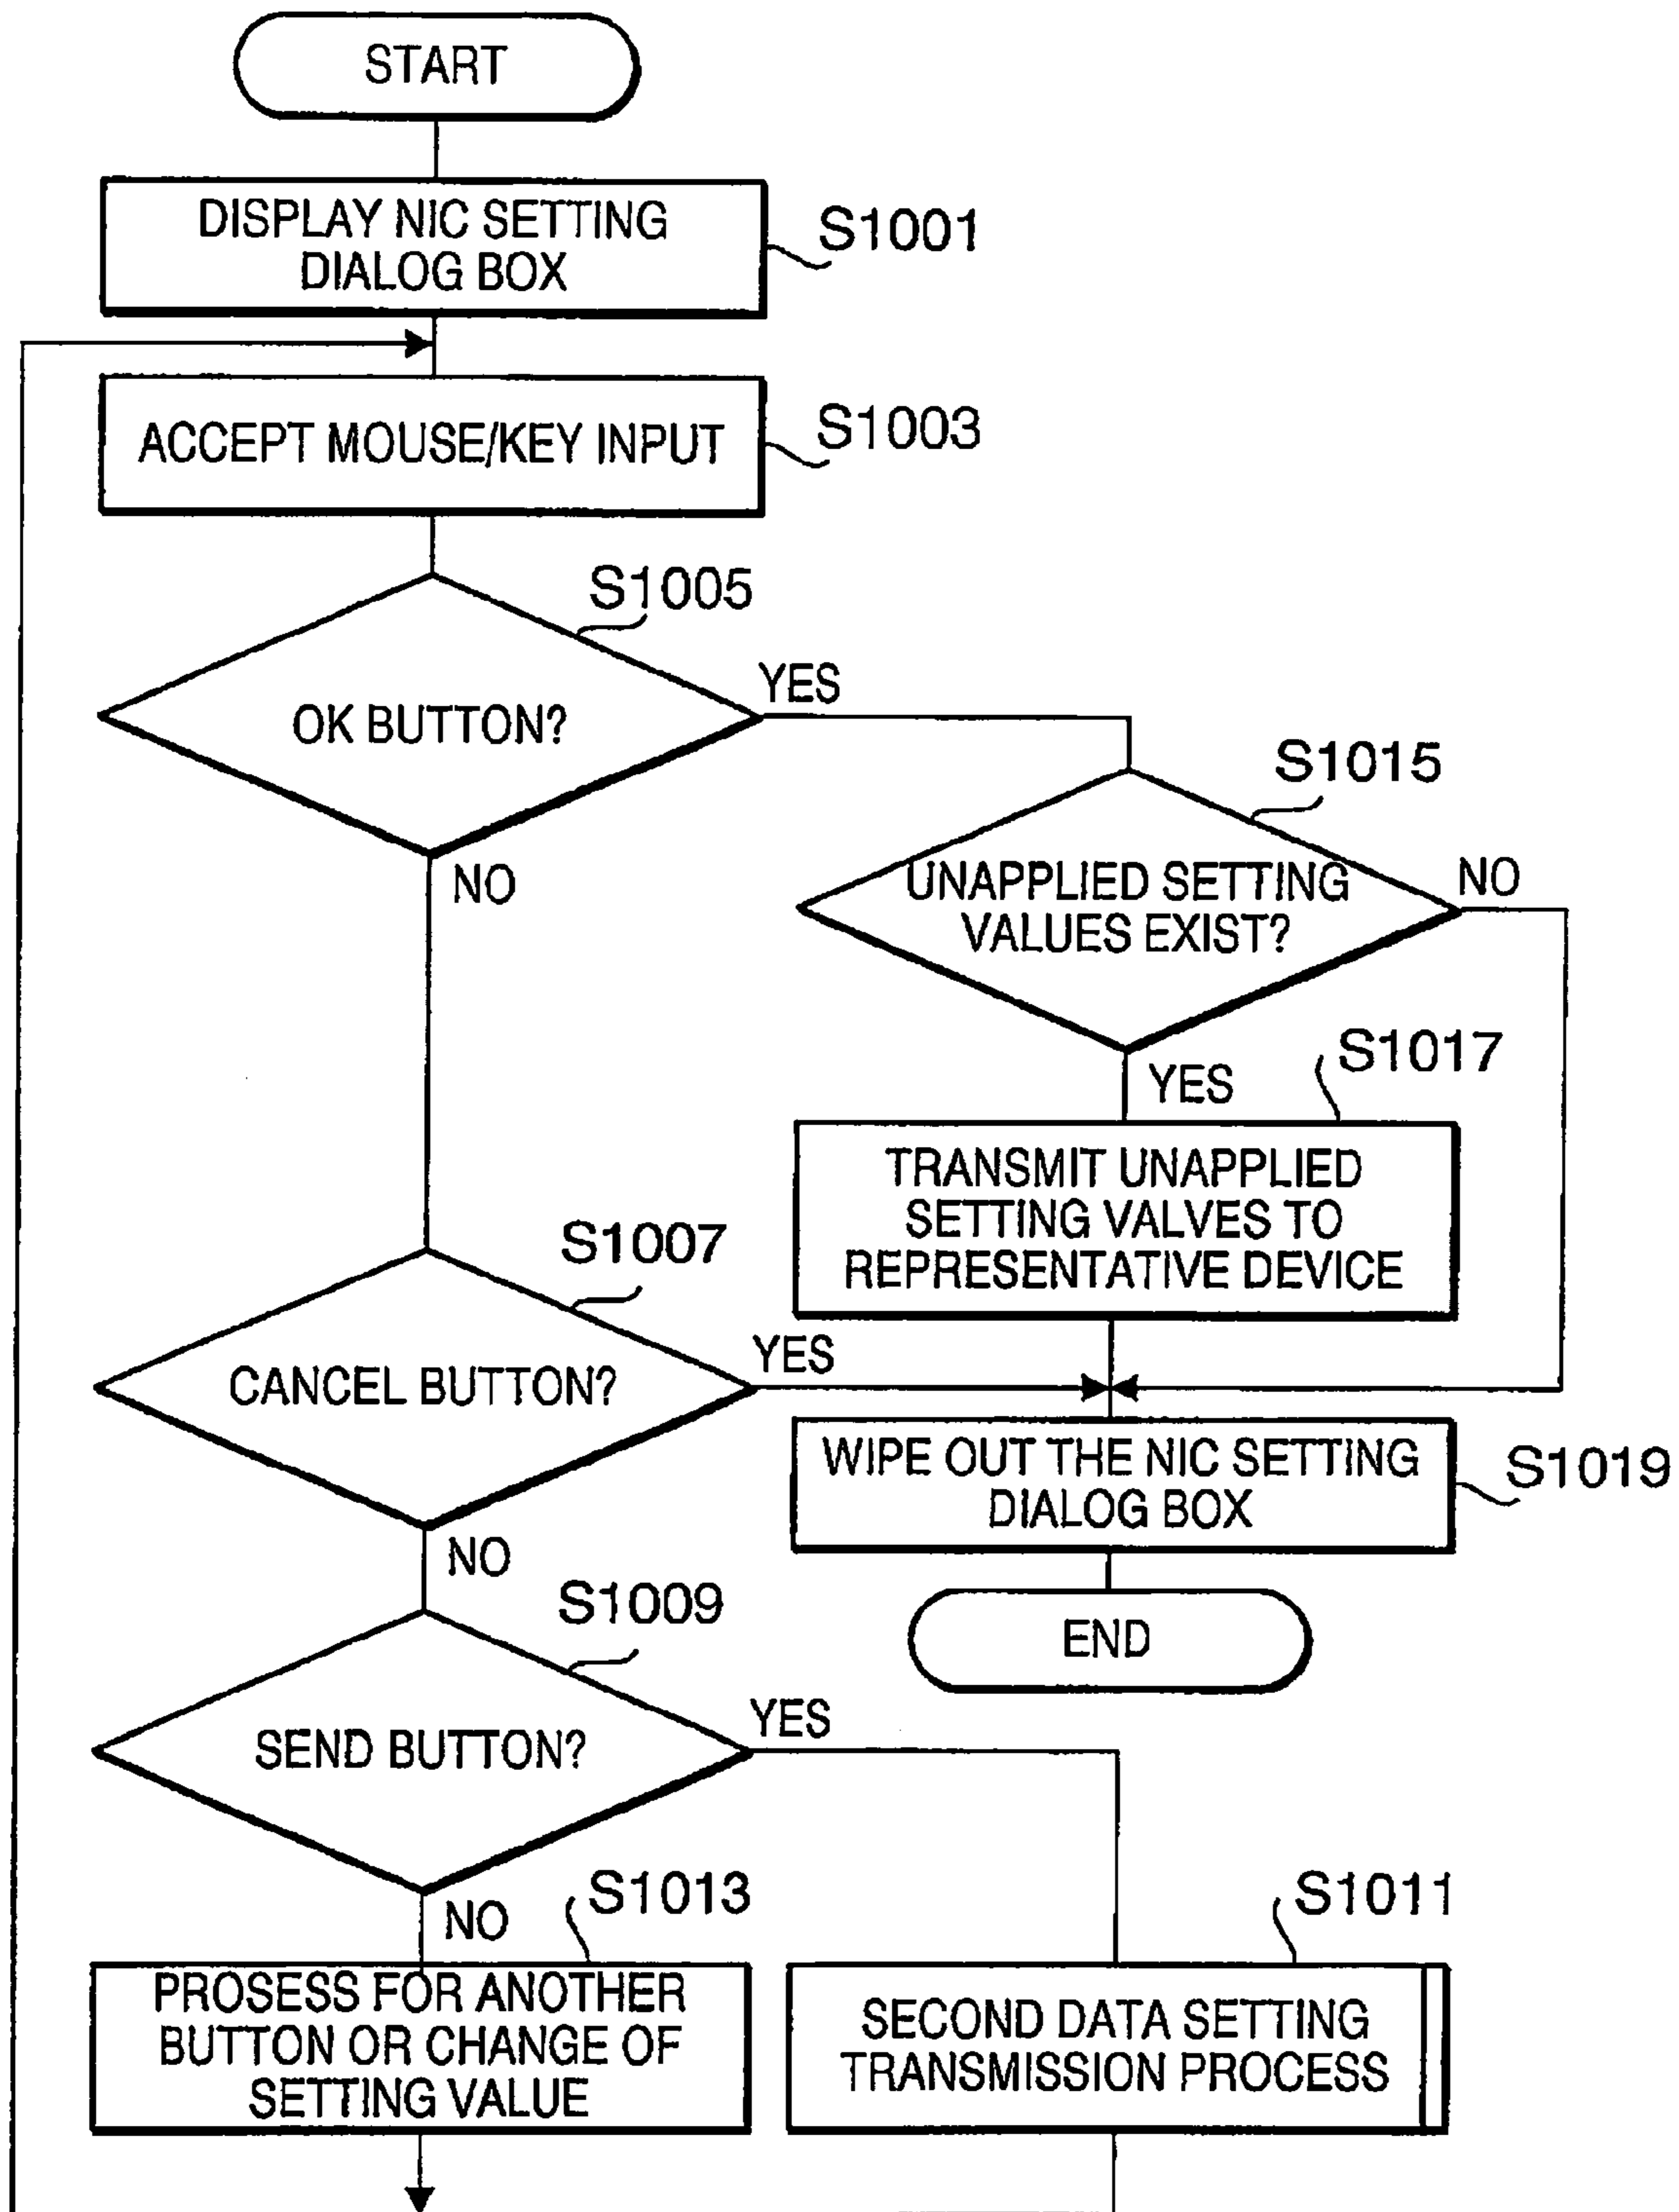 START
DISPLAY NIC SETTING
DIALOG BOX
S1001
ACCEPT MOUSE/KEY INPUT
S1003
S1005
OK BUTTON?
YES
NO
S1015
UNAPPLIED SETTING
VALUES EXIST?
NO
YES
S1017
TRANSMIT UNAPPLIED
SETTING VALVES TO
REPRESENTATIVE DEVICE
S1007
CANCEL BUTTON?
YES
NO
WIPE OUT THE NIC SETTING
DIALOG BOX
S1019
END
S1009
SEND BUTTON?
YES
NO
S1013
PROSESS FOR ANOTHER
BUTTON OR CHANGE OF
SETTING VALUE
S1011
SECOND DATA SETTING
TRANSMISSION PROCESS